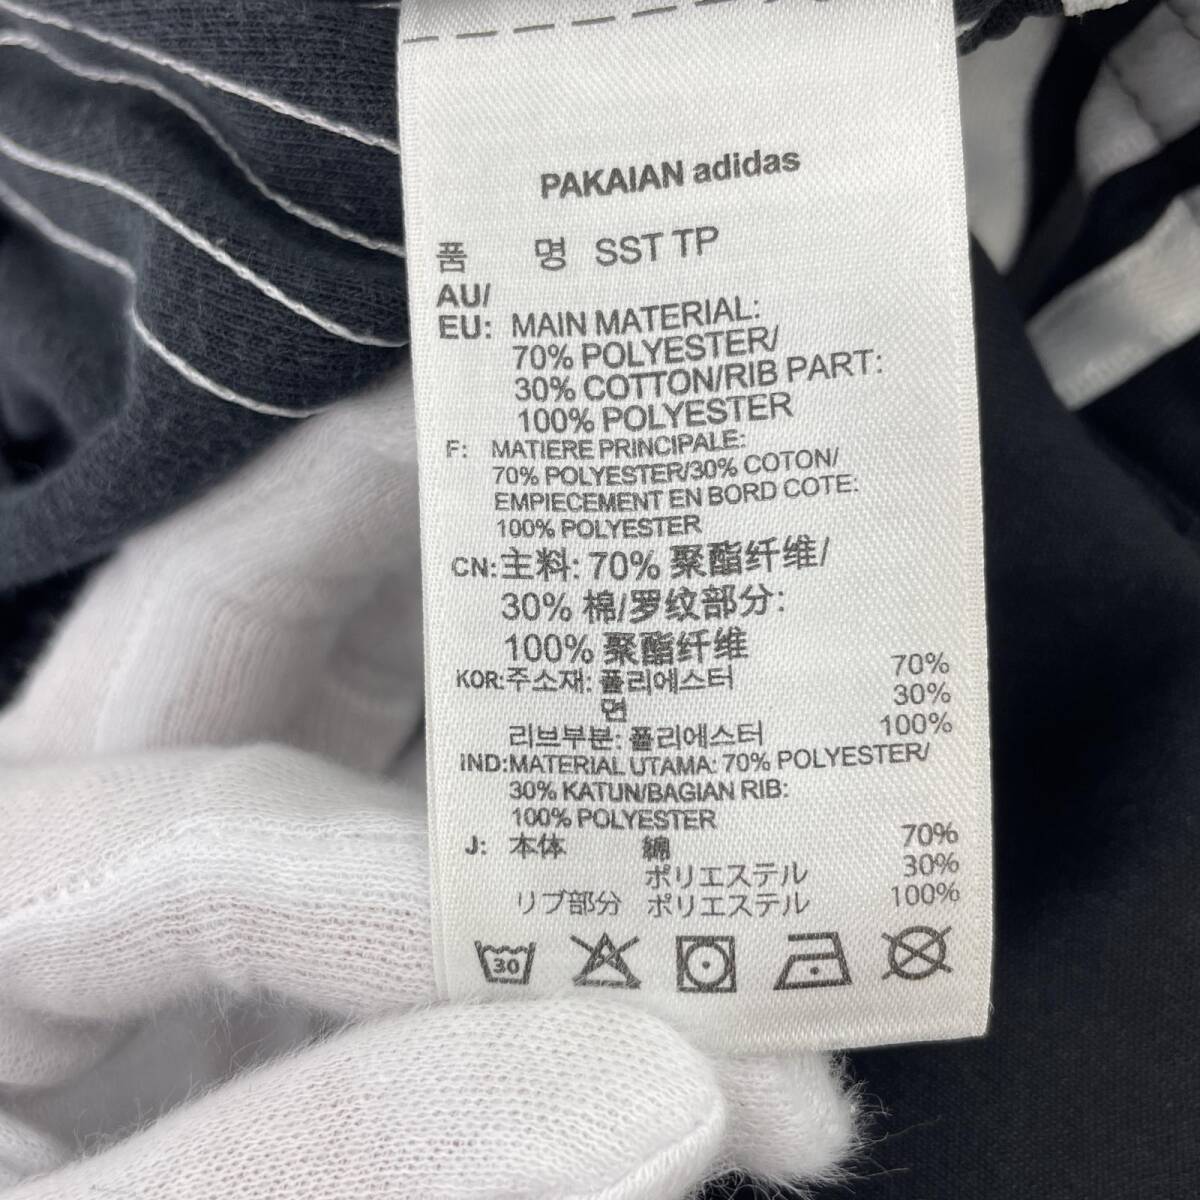 PAKAIAN adidas
품 명 SST TP
AU/
EU: MAIN MATERIAL:
70% POLYESTER/
30% COTTON/RIB PART:
100% POLYESTER
F: MATIERE PRINCIPALE:
70% POLYESTER/30% COTON/
EMPIECEMENT EN BORD COTE:
100% POLYESTER
CN:主料: 70% 聚酯纤维/
30% 棉/罗纹部分:
100% 聚酯纤维
KOR:주소재: 폴리에스터 70%
면 30%
리브부분: 폴리에스터 100%
IND:MATERIAL UTAMA: 70% POLYESTER/
30% KATUN/BAGIAN RIB:
100% POLYESTER
J: 本体 綿 70%
ポリエステル 30%
リブ部分 ポリエステル 100%
30